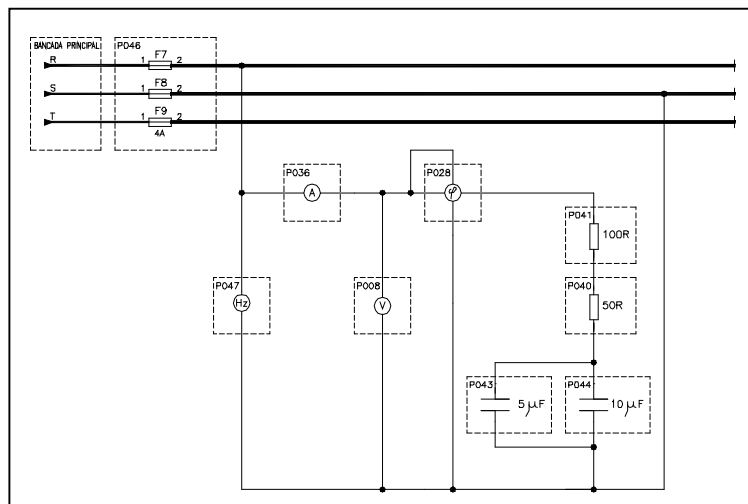 BANCADA PRINCIPAL
P046
F7
R
1
2
F8
S
1
2
F9
T
1
2
4A
P036
A
P028
φ
P041
100R
P047
Hz
P008
V
P040
50R
P043
5 μF
P044
10 μF